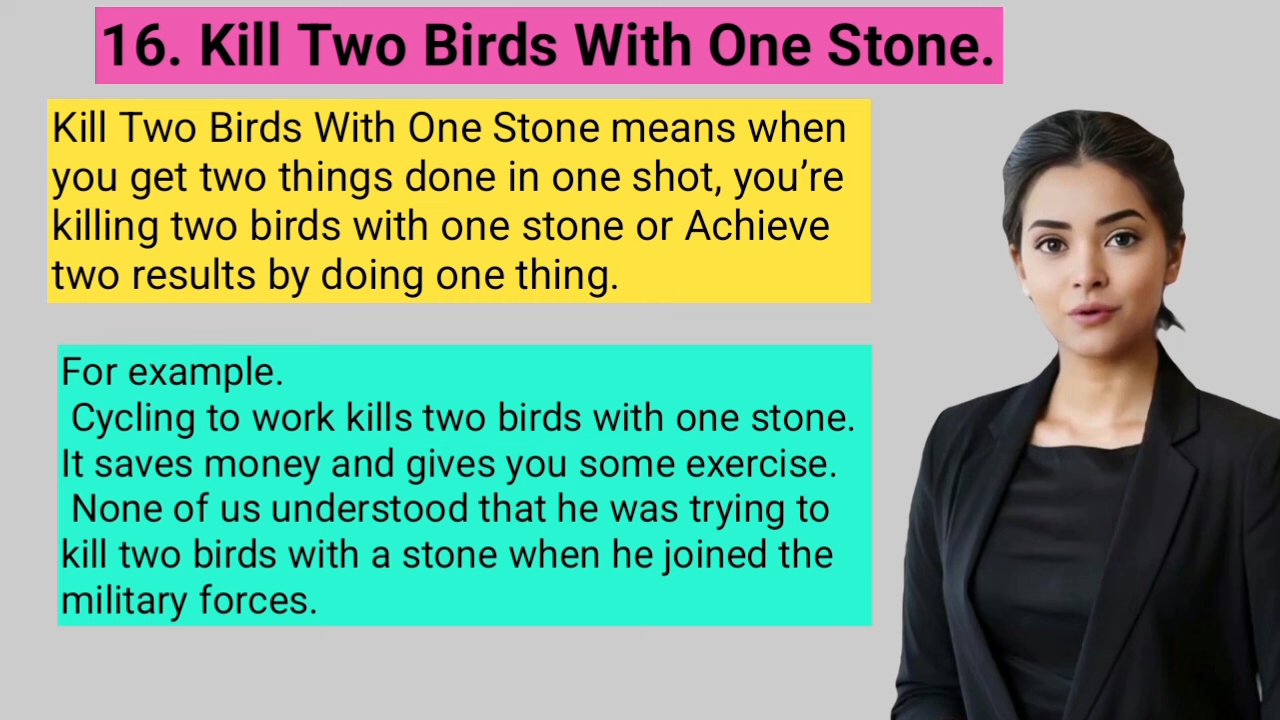 16. Kill Two Birds With One Stone.
Kill Two Birds With One Stone means when
you get two things done in one shot, you’re
killing two birds with one stone or Achieve
two results by doing one thing.
For example.
Cycling to work kills two birds with one stone.
It saves money and gives you some exercise.
None of us understood that he was trying to
kill two birds with a stone when he joined the
military forces.